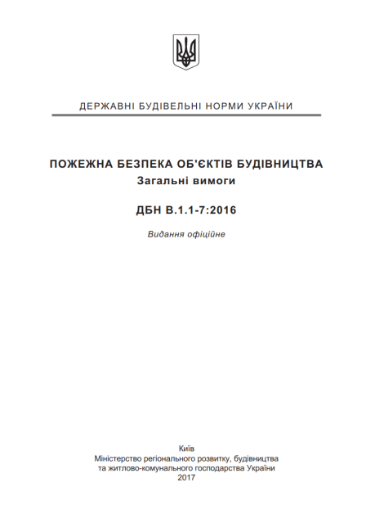 ДЕРЖАВНІ БУДІВЕЛЬНІ НОРМИ УКРАЇНИ
ПОЖЕЖНА БЕЗПЕКА ОБ'ЄКТІВ БУДІВНИЦТВА
Загальні вимоги
ДБН В.1.1-7:2016
Видання офіційне
Київ
Міністерство регіонального розвитку, будівництва
та житлово-комунального господарства України
2017